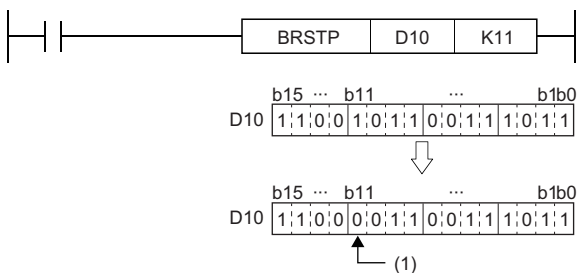 BRSTP D10 K11
b15 ··· b11 ··· b1b0
D10 1 1 0 0 1 0 1 1 0 0 1 1 1 0 1 1
b15 ··· b11 ··· b1b0
D10 1 1 0 0 0 0 1 1 0 0 1 1 1 0 1 1
(1)